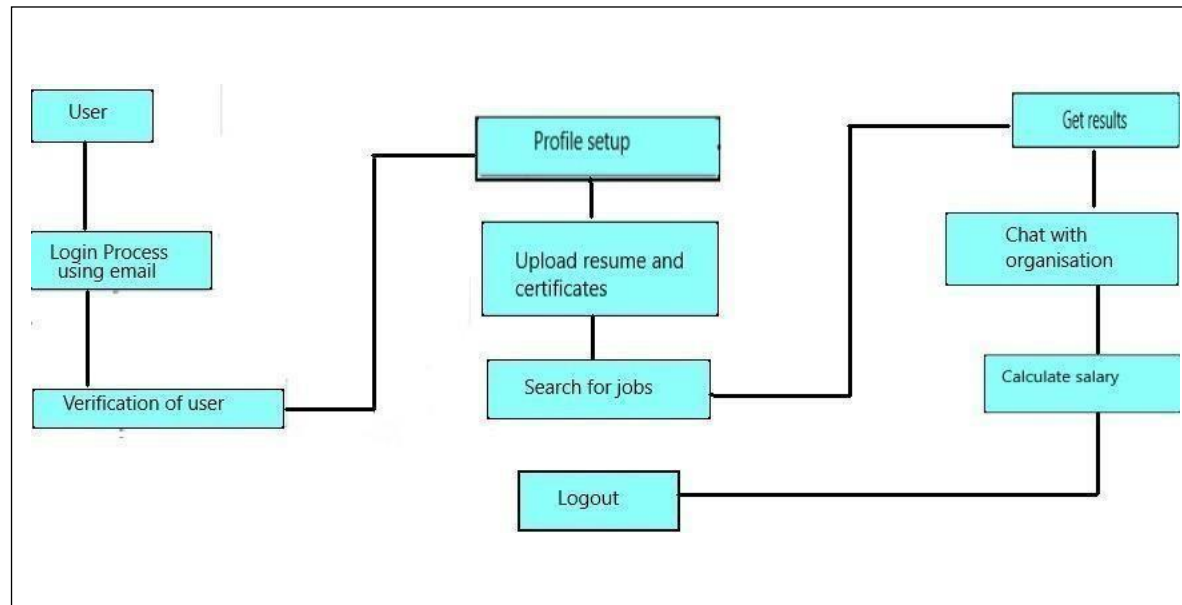 User
Login Process
using email
Verification of user
Profile setup
Upload resume and
certificates
Search for jobs
Get results
Chat with
organisation
Calculate salary
Logout